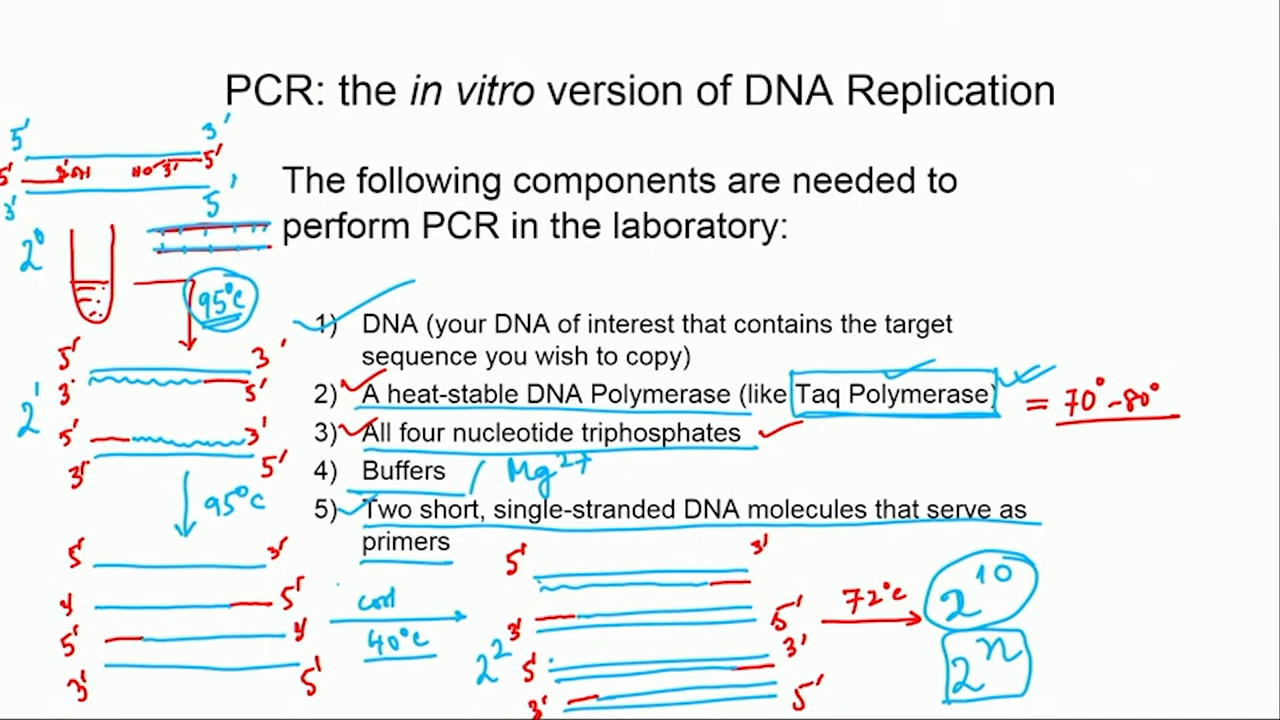 PCR: the in vitro version of DNA Replication
5' 3'
5' 3'OH HO 3' 5'
3' 5'
The following components are needed to
perform PCR in the laboratory:
2⁰
95°C
1) DNA (your DNA of interest that contains the target
sequence you wish to copy)
2) A heat-stable DNA Polymerase (like Taq Polymerase) = 70°-80°
3) All four nucleotide triphosphates
4) Buffers / Mg²⁺
5) Two short, single-stranded DNA molecules that serve as
primers
5' 3'
3' 5'
2¹
5' 3'
3' 5'
95°C
5' 3'
5'
5'
3' 5'
cool
40°C
5' 3'
3' 5'
2²
5' 3'
3' 5'
72°C
2¹⁰
2ⁿ